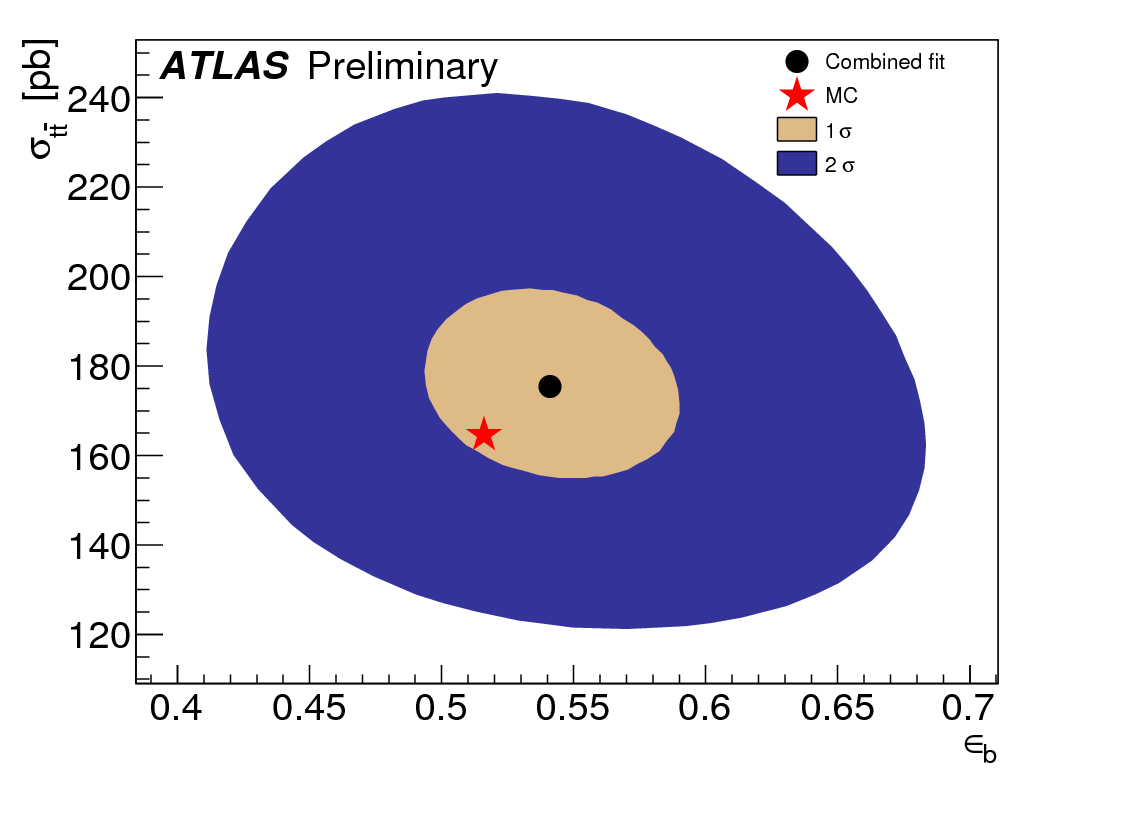 ATLAS Preliminary
Combined fit
MC
1 σ
2 σ
σtt̄ [pb]
240
220
200
180
160
140
120
0.4 0.45 0.5 0.55 0.6 0.65 0.7
∈b